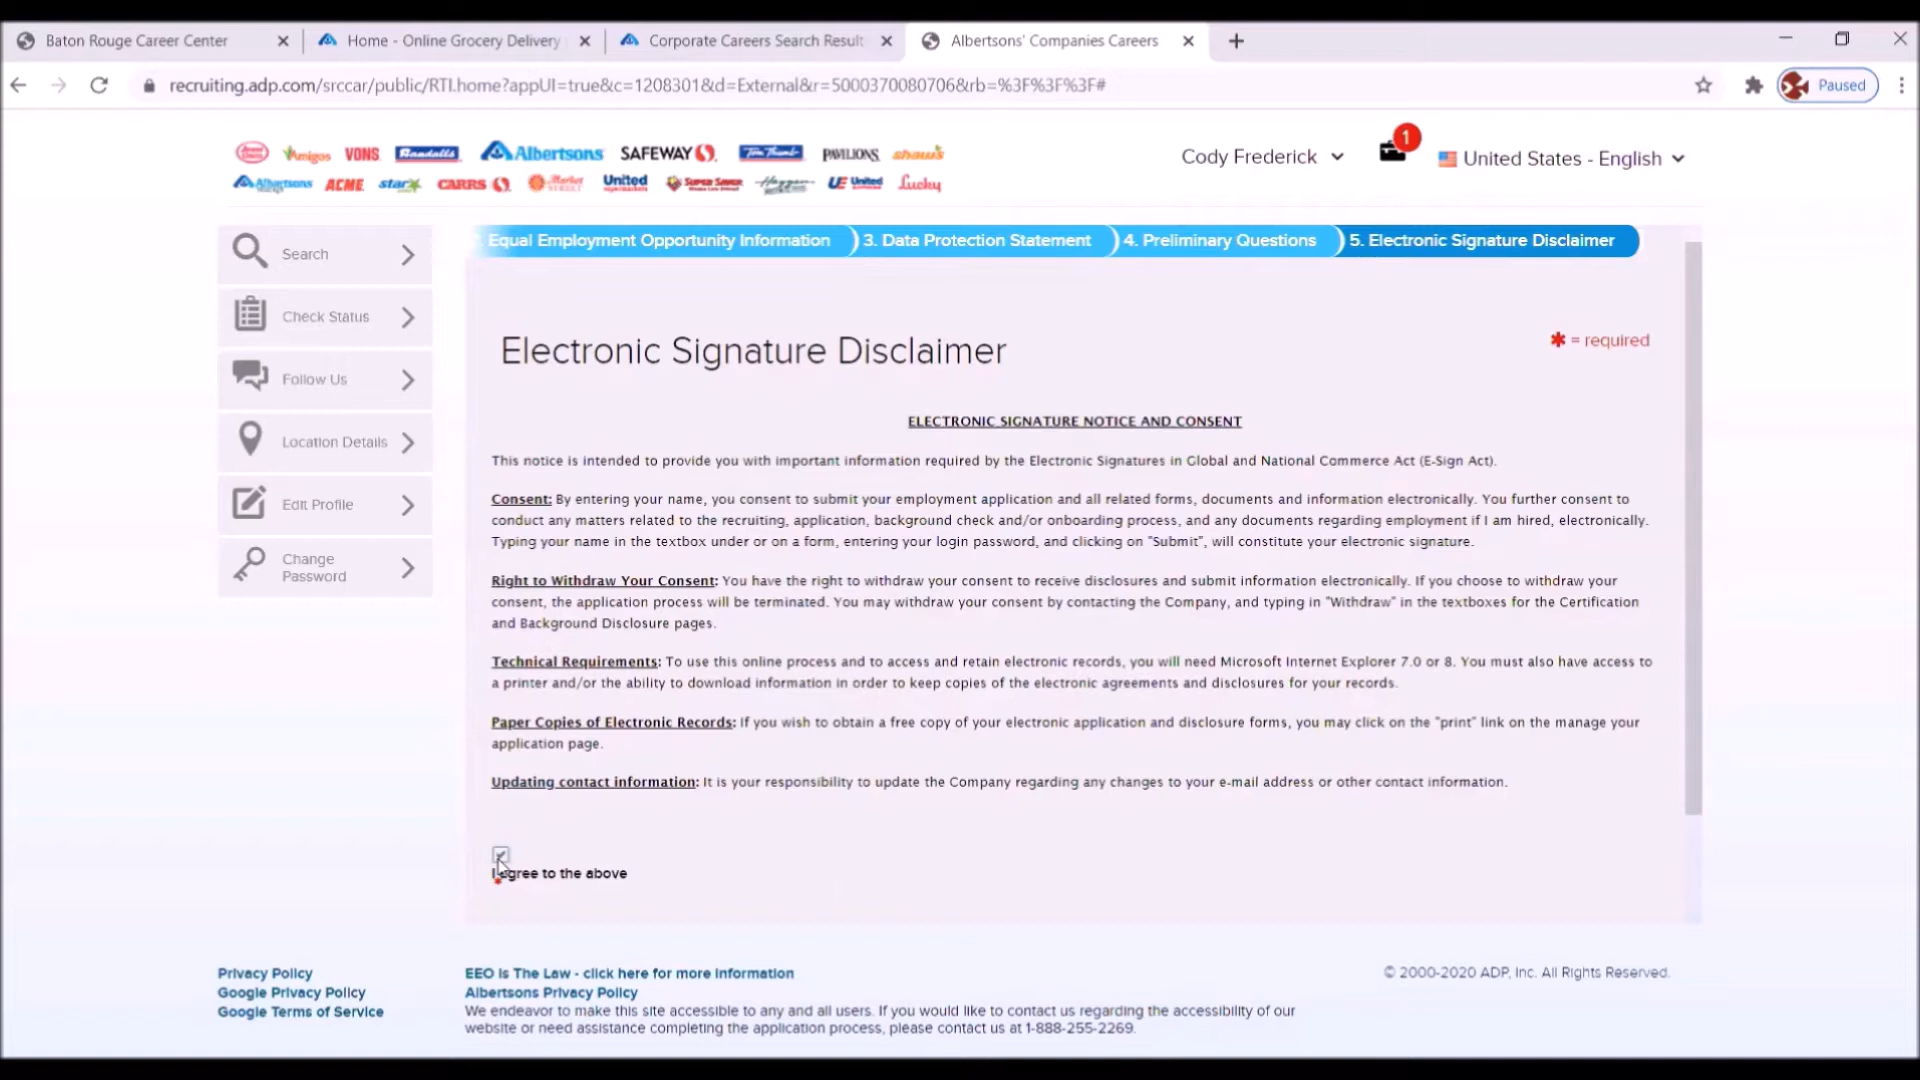 Baton Rouge Career Center
Home - Online Grocery Delivery
Corporate Careers Search Result
Albertsons' Companies Careers
recruiting.adp.com/srccar/public/RTI.home?appUI=true&c=1208301&d=External&r=5000370080706&rb=%3F%3F%3F#
Paused
Amigos VONS Randalls Albertsons SAFEWAY Tom Thumb PAVILIONS shaw's
Albertsons ACME star CARRS Market Street United Supermarkets SUPER SAVER Haggen United Lucky
Cody Frederick
1
United States - English
Search
Check Status
Follow Us
Location Details
Edit Profile
Change
Password
Equal Employment Opportunity Information
3. Data Protection Statement
4. Preliminary Questions
5. Electronic Signature Disclaimer
Electronic Signature Disclaimer
* = required
ELECTRONIC SIGNATURE NOTICE AND CONSENT
This notice is intended to provide you with important information required by the Electronic Signatures in Global and National Commerce Act (E-Sign Act).
Consent: By entering your name, you consent to submit your employment application and all related forms, documents and information electronically. You further consent to
conduct any matters related to the recruiting, application, background check and/or onboarding process, and any documents regarding employment if I am hired, electronically.
Typing your name in the textbox under or on a form, entering your login password, and clicking on "Submit", will constitute your electronic signature.
Right to Withdraw Your Consent: You have the right to withdraw your consent to receive disclosures and submit information electronically. If you choose to withdraw your
consent, the application process will be terminated. You may withdraw your consent by contacting the Company, and typing in "Withdraw" in the textboxes for the Certification
and Background Disclosure pages.
Technical Requirements: To use this online process and to access and retain electronic records, you will need Microsoft Internet Explorer 7.0 or 8. You must also have access to
a printer and/or the ability to download information in order to keep copies of the electronic agreements and disclosures for your records.
Paper Copies of Electronic Records: If you wish to obtain a free copy of your electronic application and disclosure forms, you may click on the "print" link on the manage your
application page.
Updating contact information: It is your responsibility to update the Company regarding any changes to your e-mail address or other contact information.
I agree to the above
Privacy Policy
Google Privacy Policy
Google Terms of Service
EEO Is The Law - click here for more information
Albertsons Privacy Policy
We endeavor to make this site accessible to any and all users. If you would like to contact us regarding the accessibility of our
website or need assistance completing the application process, please contact us at 1-888-255-2269.
© 2000-2020 ADP, Inc. All Rights Reserved.